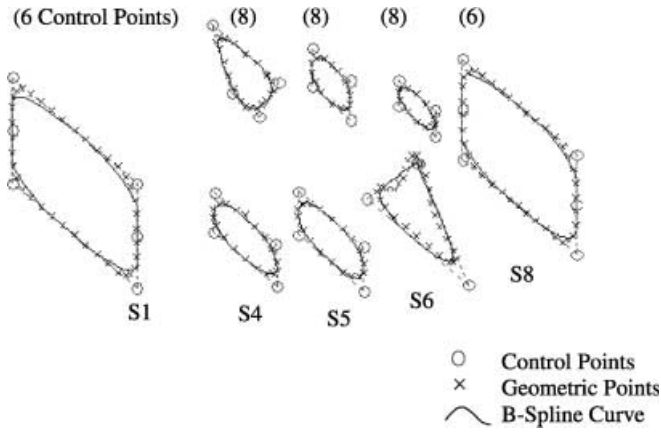 (6 Control Points) (8) (8) (8) (6)
S1 S4 S5 S6 S8
Control Points
Geometric Points
B-Spline Curve